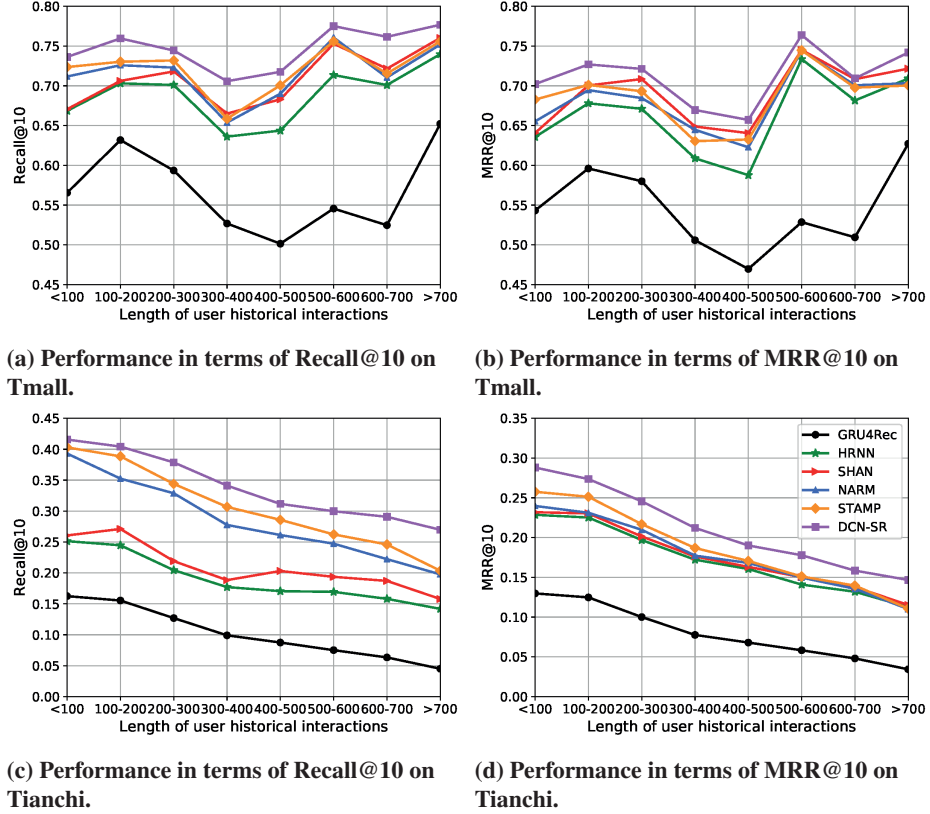 0.80
0.75
0.70
0.65
0.60
0.55
0.50
0.45
Recall@10
<100 100-200 200-300 300-400 400-500 500-600 600-700 >700
Length of user historical interactions
(a) Performance in terms of Recall@10 on
Tmall.
0.80
0.75
0.70
0.65
0.60
0.55
0.50
0.45
MRR@10
<100 100-200 200-300 300-400 400-500 500-600 600-700 >700
Length of user historical interactions
(b) Performance in terms of MRR@10 on
Tmall.
0.45
0.40
0.35
0.30
0.25
0.20
0.15
0.10
0.05
0.00
Recall@10
<100 100-200 200-300 300-400 400-500 500-600 600-700 >700
Length of user historical interactions
(c) Performance in terms of Recall@10 on
Tianchi.
0.35
0.30
0.25
0.20
0.15
0.10
0.05
0.00
MRR@10
GRU4Rec
HRNN
SHAN
NARM
STAMP
DCN-SR
<100 100-200 200-300 300-400 400-500 500-600 600-700 >700
Length of user historical interactions
(d) Performance in terms of MRR@10 on
Tianchi.